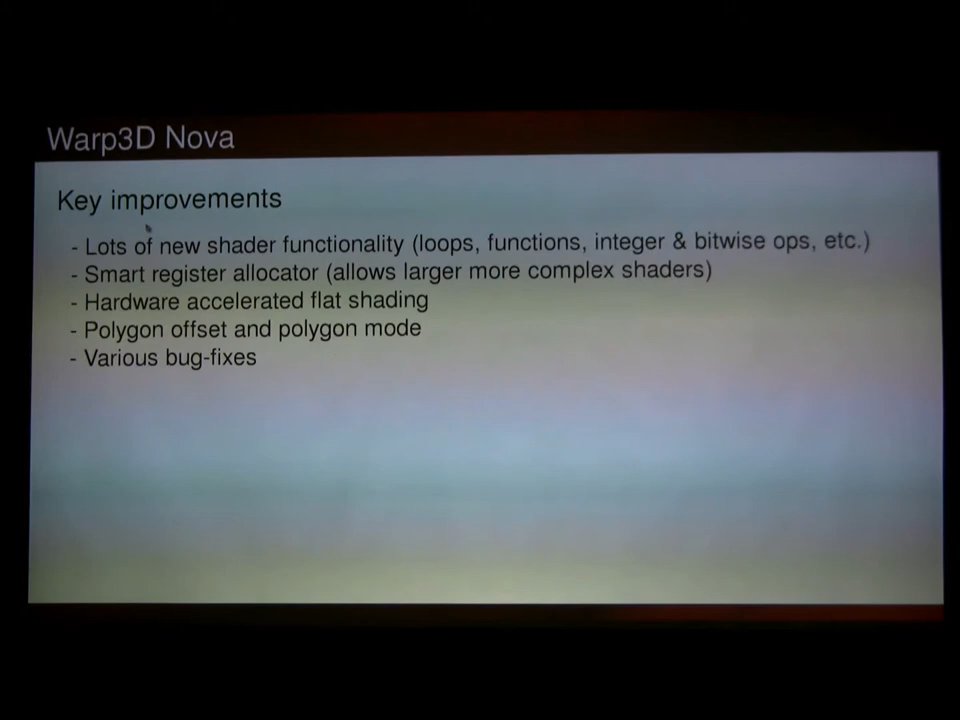 Warp3D Nova
Key improvements
- Lots of new shader functionality (loops, functions, integer & bitwise ops, etc.)
- Smart register allocator (allows larger more complex shaders)
- Hardware accelerated flat shading
- Polygon offset and polygon mode
- Various bug-fixes